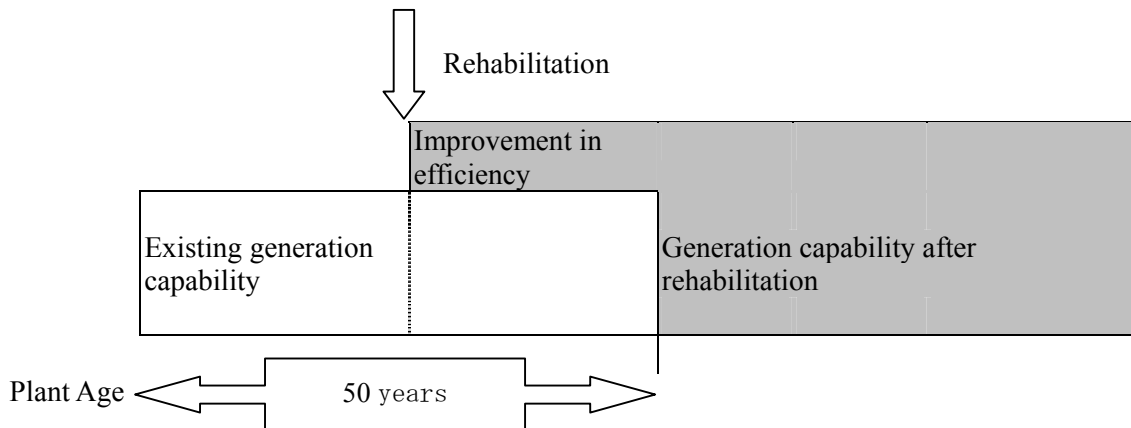 Rehabilitation
Improvement in
efficiency
Existing generation
capability
Generation capability after
rehabilitation
Plant Age
50 years